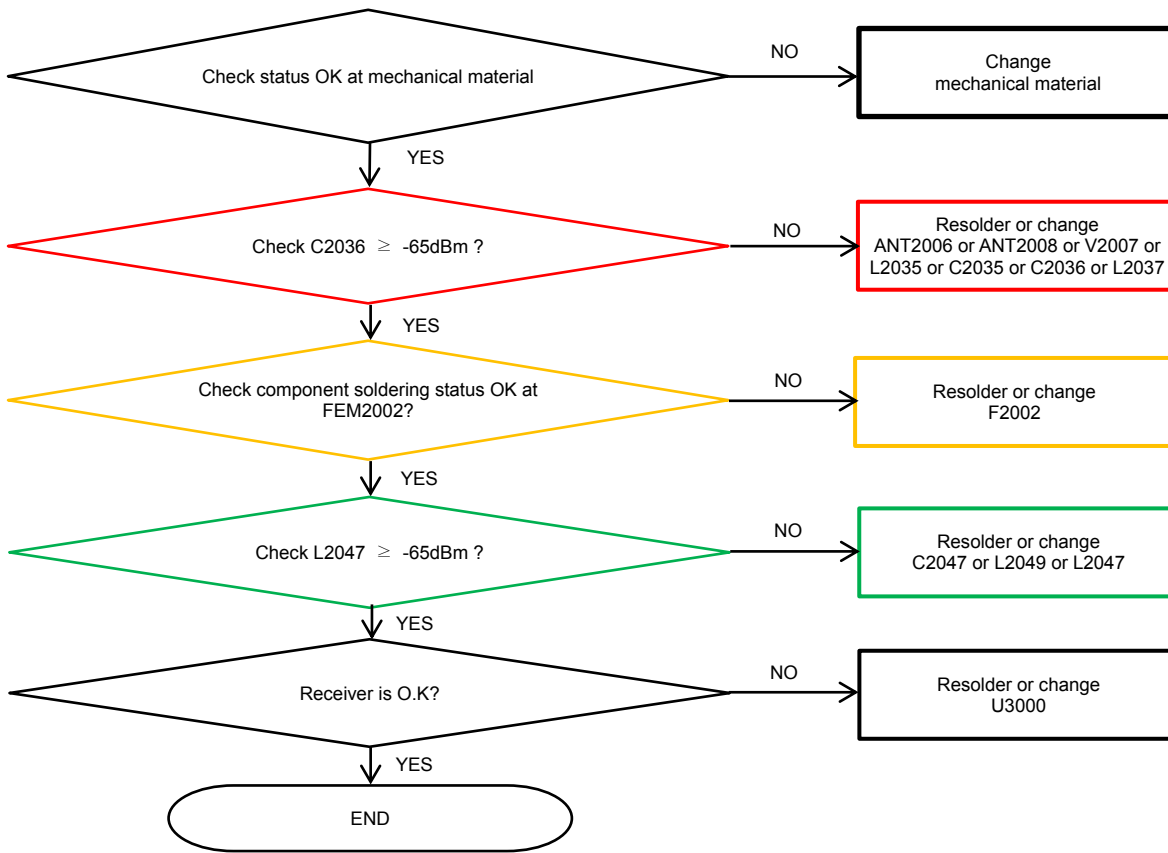 Check status OK at mechanical material
NO
Change
mechanical material
YES
Check C2036 ≥ -65dBm ?
NO
Resolder or change
ANT2006 or ANT2008 or V2007 or
L2035 or C2035 or C2036 or L2037
YES
Check component soldering status OK at
FEM2002?
NO
Resolder or change
F2002
YES
Check L2047 ≥ -65dBm ?
NO
Resolder or change
C2047 or L2049 or L2047
YES
Receiver is O.K?
NO
Resolder or change
U3000
YES
END